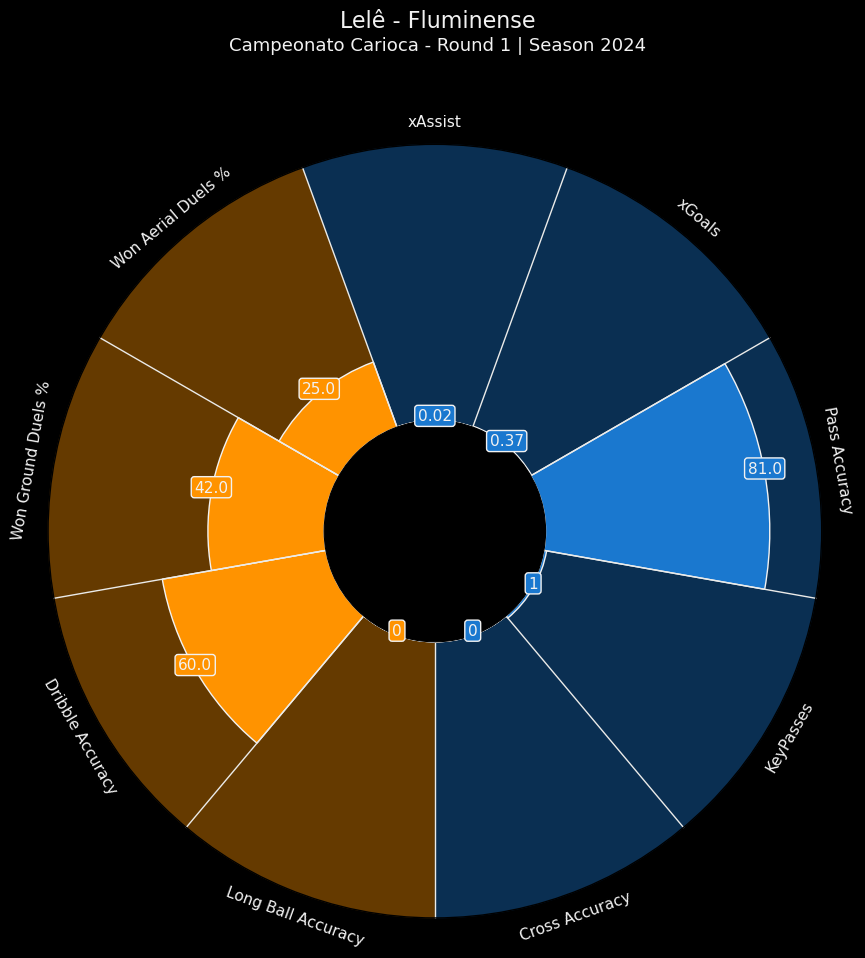 Lelê - Fluminense
Campeonato Carioca - Round 1 | Season 2024
xAssist
xGoals
Pass Accuracy
KeyPasses
Cross Accuracy
Long Ball Accuracy
Dribble Accuracy
Won Ground Duels %
Won Aerial Duels %
0.02
0.37
81.0
1
0
0
60.0
42.0
25.0